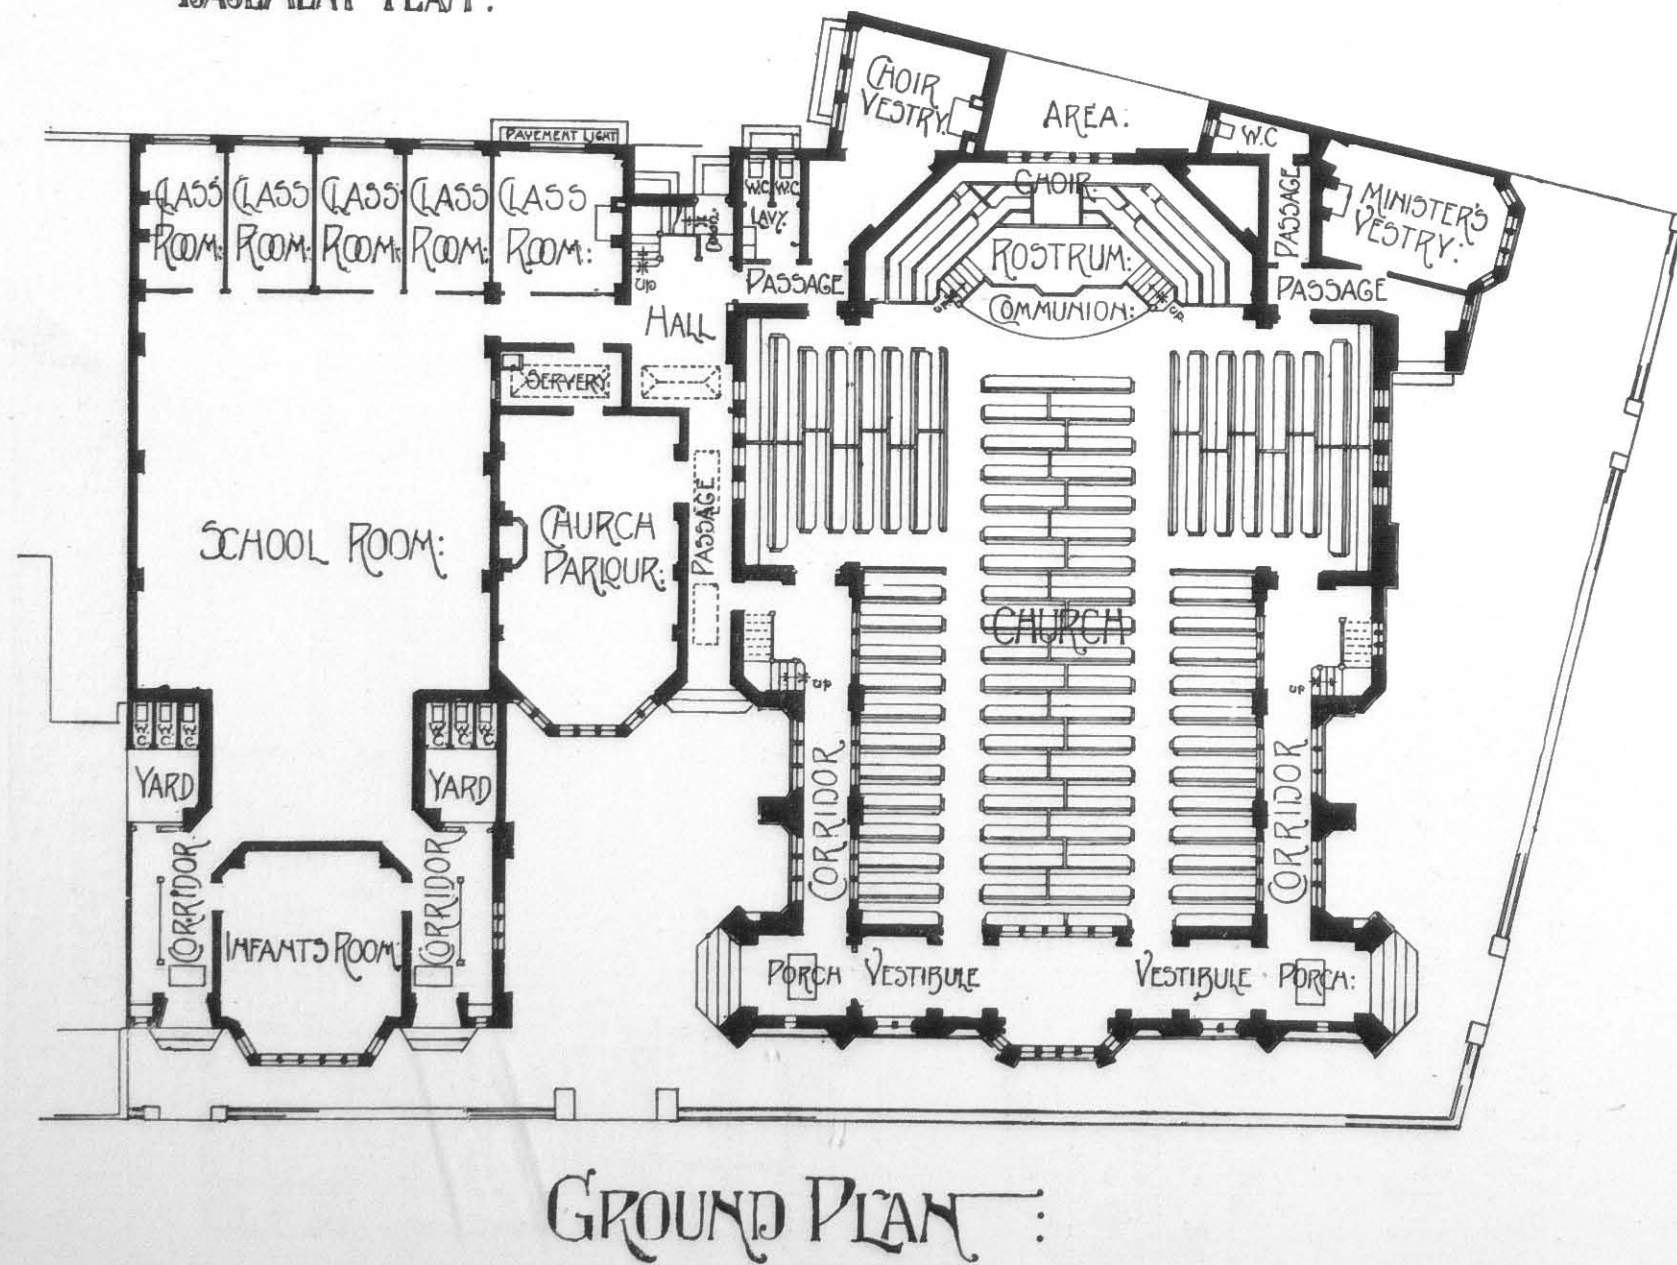 BASEMENT PLAN:
CHOIR
VESTRY.
AREA:
W.C
PAVEMENT LIGHT
CLASS
ROOM:
CLASS
ROOM:
CLASS
ROOM:
CLASS
ROOM:
CLASS
ROOM:
W.C
W.C
LAVY.
UP
PASSAGE
CHOIR.
ROSTRUM:
COMMUNION:
UP
UP
PASSAGE
MINISTER'S
VESTRY:
PASSAGE
HALL
SERVERY
SCHOOL ROOM:
CHURCH
PARLOUR:
PASSAGE
CHURCH
UP
UP
W.C
W.C
W.C
W.C
W.C
W.C
YARD
YARD
CORRIDOR
CORRIDOR
CORRIDOR
CORRIDOR
INFANTS ROOM:
PORCH
VESTIBULE
VESTIBULE
PORCH:
GROUND PLAN: